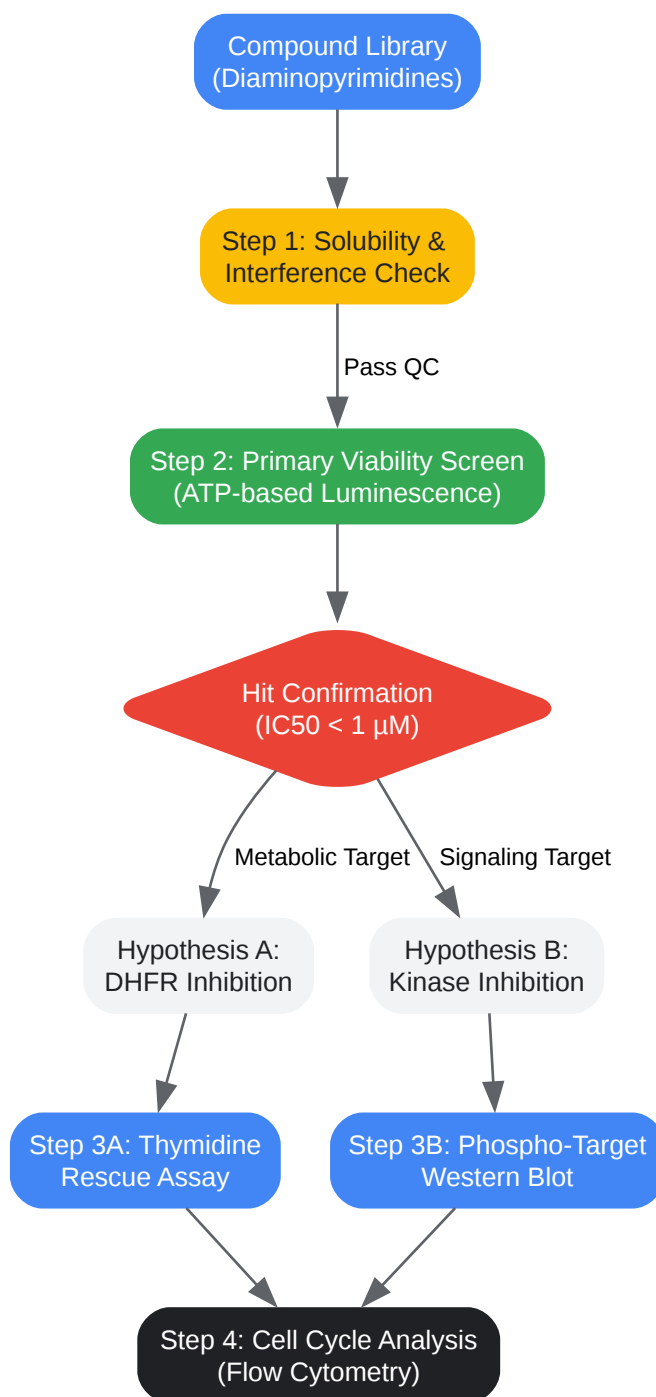 Compound Library
(Diaminopyrimidines)
Step 1: Solubility &
Interference Check
Pass QC
Step 2: Primary Viability Screen
(ATP-based Luminescence)
Hit Confirmation
(IC50 < 1 µM)
Metabolic Target
Signaling Target
Hypothesis A:
DHFR Inhibition
Hypothesis B:
Kinase Inhibition
Step 3A: Thymidine
Rescue Assay
Step 3B: Phospho-Target
Western Blot
Step 4: Cell Cycle Analysis
(Flow Cytometry)